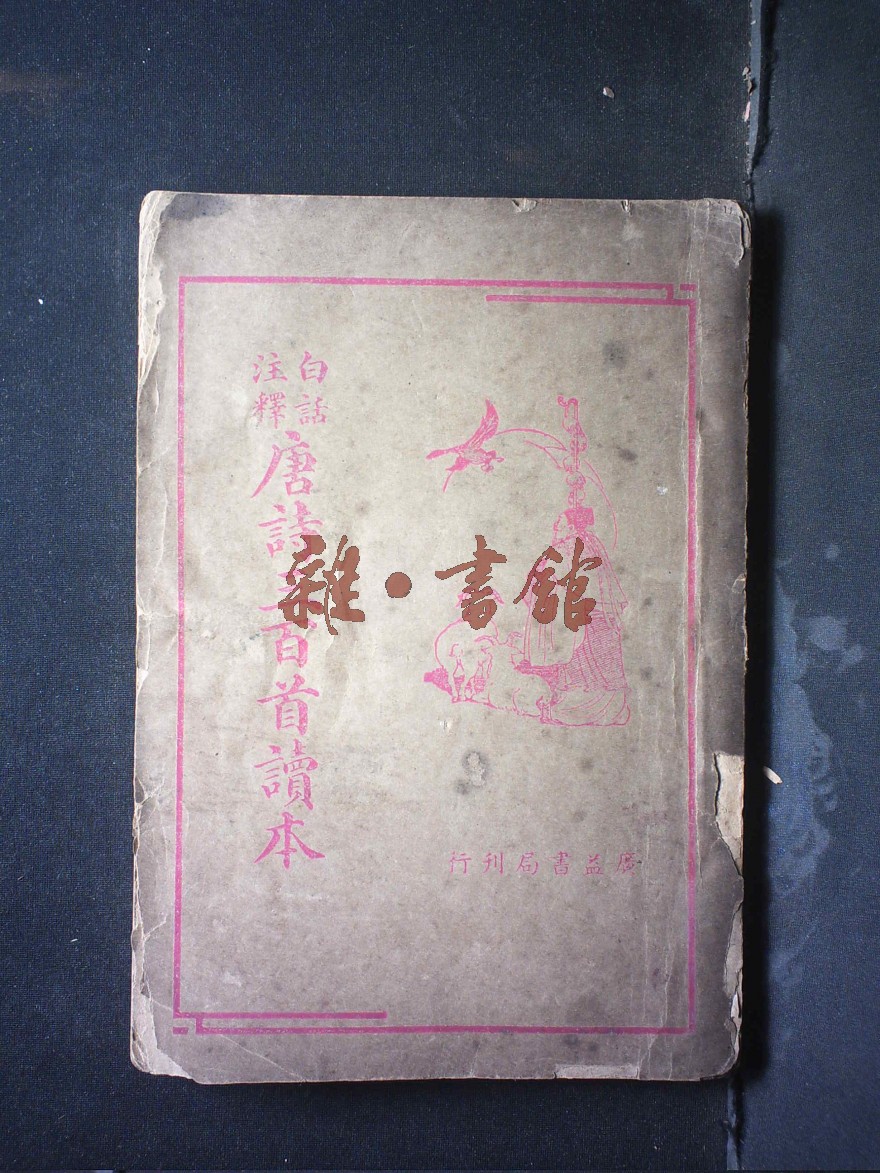 白話
注釋
唐詩三百首讀本
廣益書局刊行
雜·書館